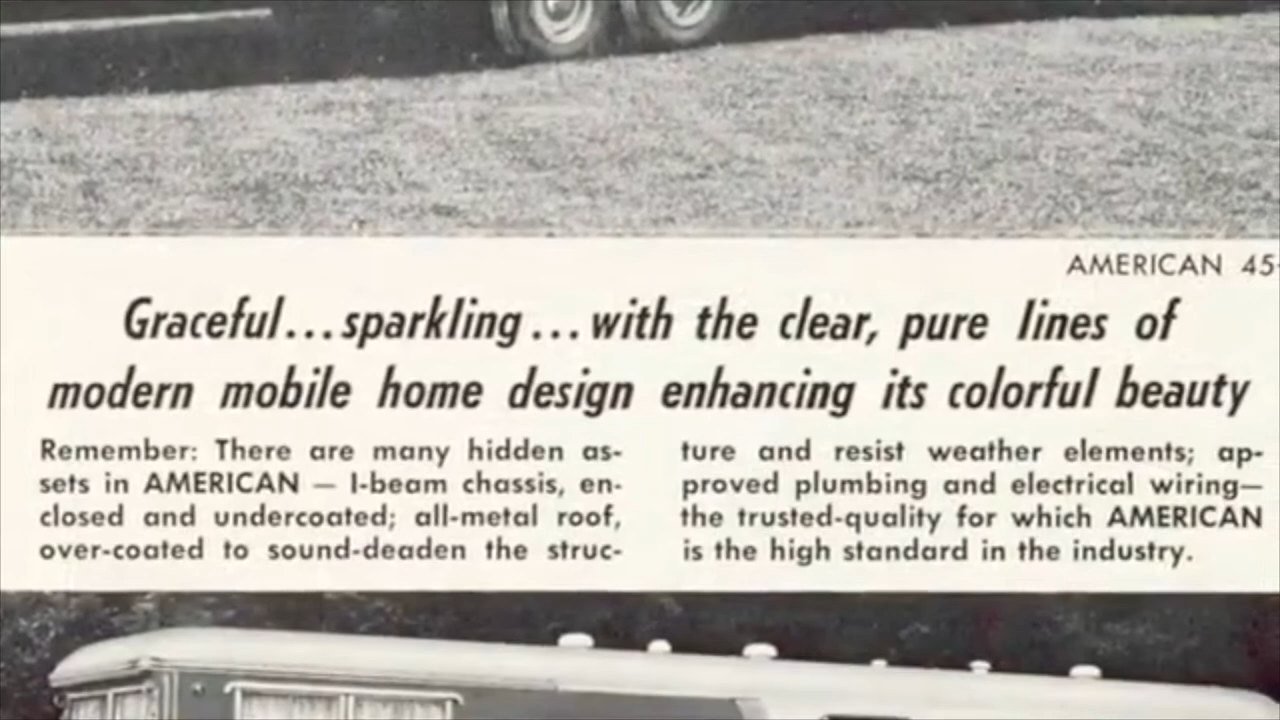 AMERICAN 45-
Graceful...sparkling...with the clear, pure lines of
modern mobile home design enhancing its colorful beauty
Remember: There are many hidden as-
sets in AMERICAN — I-beam chassis, en-
closed and undercoated; all-metal roof,
over-coated to sound-deaden the struc-
ture and resist weather elements; ap-
proved plumbing and electrical wiring—
the trusted-quality for which AMERICAN
is the high standard in the industry.